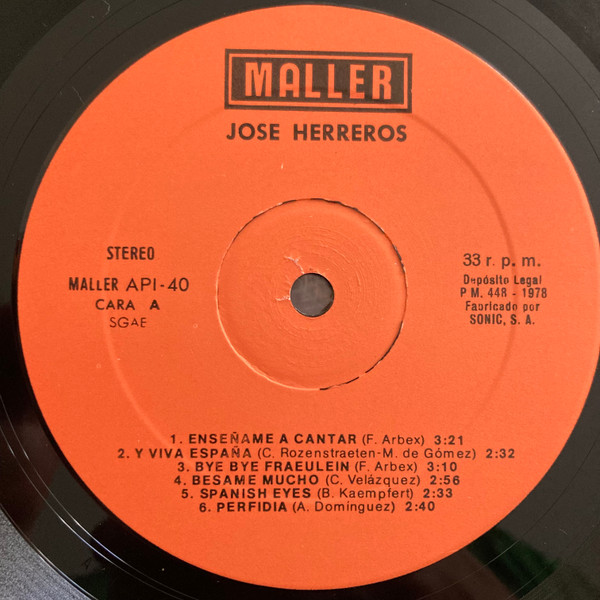 MALLER
JOSE HERREROS
STEREO
MALLER API-40
CARA A
SGAE
33 r. p. m.
Depósito Legal
P M. 448 - 1978
Fabricado por
SONIC, S. A.
1. ENSEÑAME A CANTAR (F. Arbex) 3:21
2. Y VIVA ESPAÑA (C. Rozenstraeten-M. de Gómez) 2:32
3. BYE BYE FRAEULEIN (F. Arbex) 3:10
4. BESAME MUCHO (C. Velázquez) 2:56
5. SPANISH EYES (B. Kaempfert) 2:33
6. PERFIDIA (A. Domínguez) 2:40